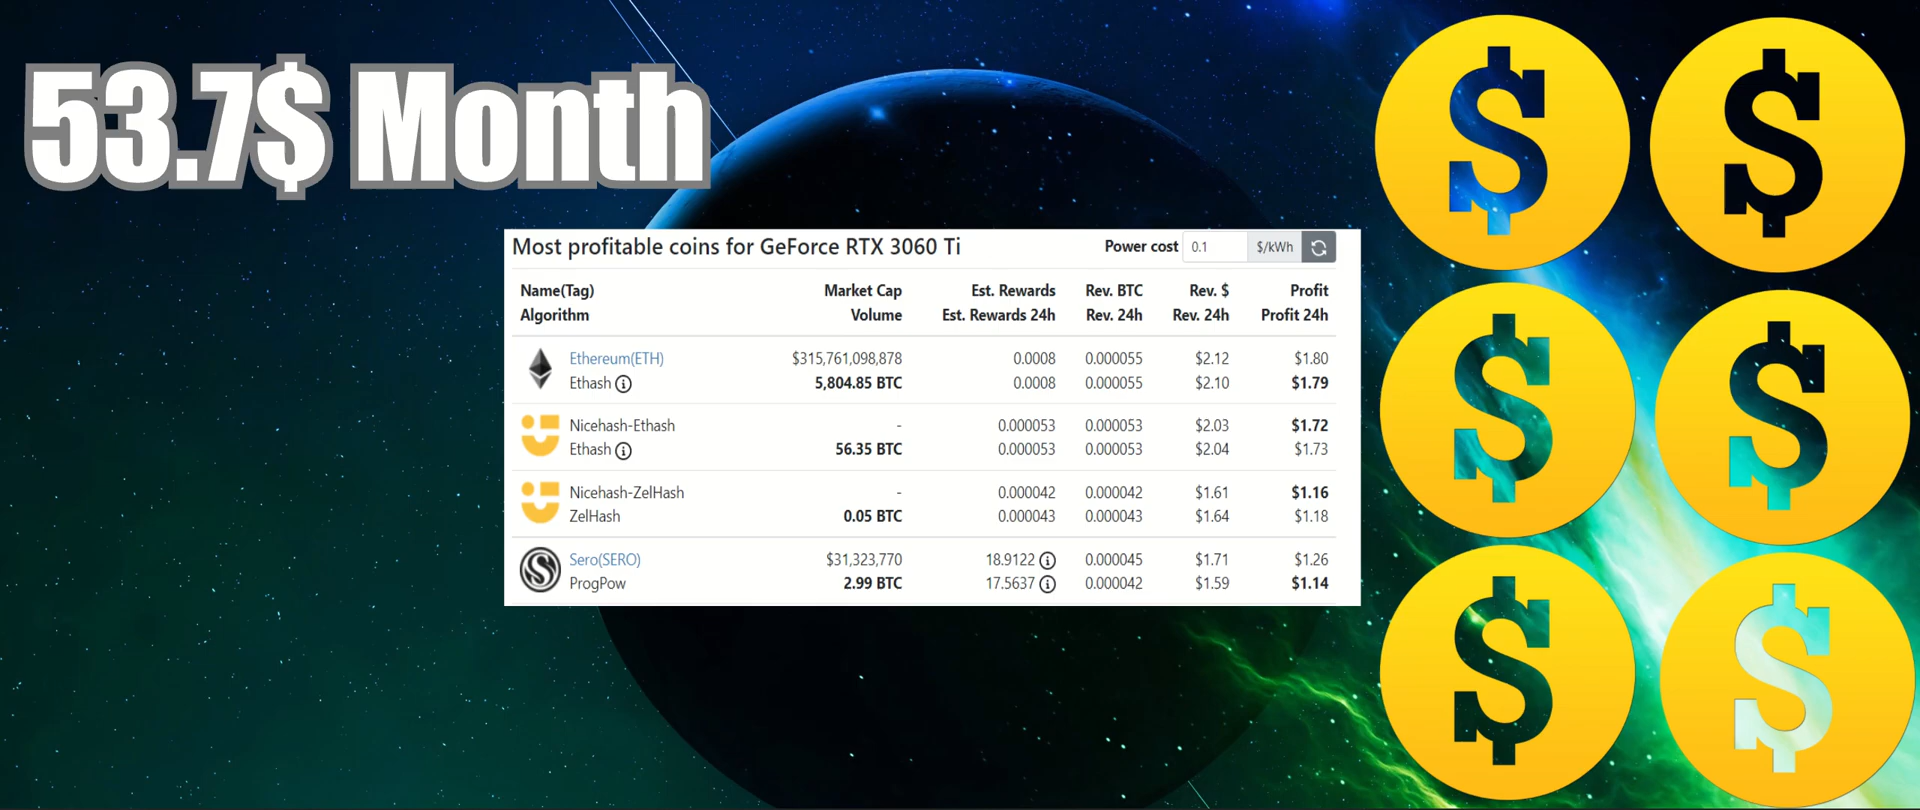 53.7$ Month
Most profitable coins for GeForce RTX 3060 Ti Power cost 0.1 $/kWh
Name(Tag) Market Cap Est. Rewards Rev. BTC Rev. $ Profit
Algorithm Volume Est. Rewards 24h Rev. 24h Rev. 24h Profit 24h
Ethereum(ETH) $315,761,098,878 0.0008 0.000055 $2.12 $1.80
Ethash 5,804.85 BTC 0.0008 0.000055 $2.10 $1.79
Nicehash-Ethash - 0.000053 0.000053 $2.03 $1.72
Ethash 56.35 BTC 0.000053 0.000053 $2.04 $1.73
Nicehash-ZelHash - 0.000042 0.000042 $1.61 $1.16
ZelHash 0.05 BTC 0.000043 0.000043 $1.64 $1.18
Sero(SERO) $31,323,770 18.9122 0.000045 $1.71 $1.26
ProgPow 2.99 BTC 17.5637 0.000042 $1.59 $1.14